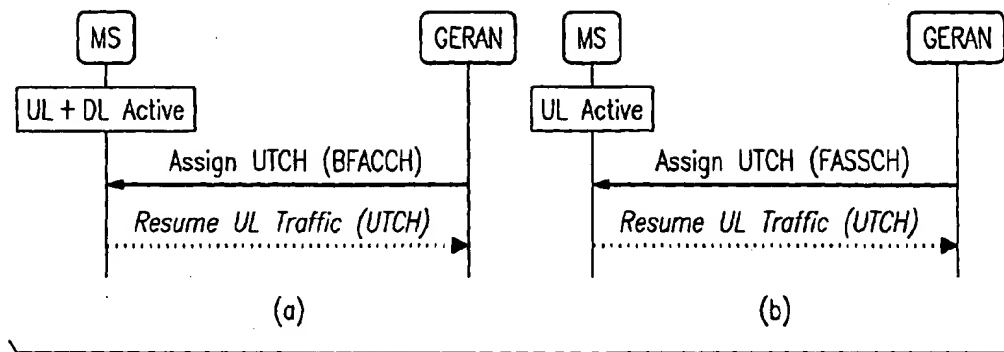 MS GERAN MS GERAN
UL + DL Active UL Active
Assign UTCH (BFACCH) Assign UTCH (FASSCH)
Resume UL Traffic (UTCH) Resume UL Traffic (UTCH)
(a) (b)